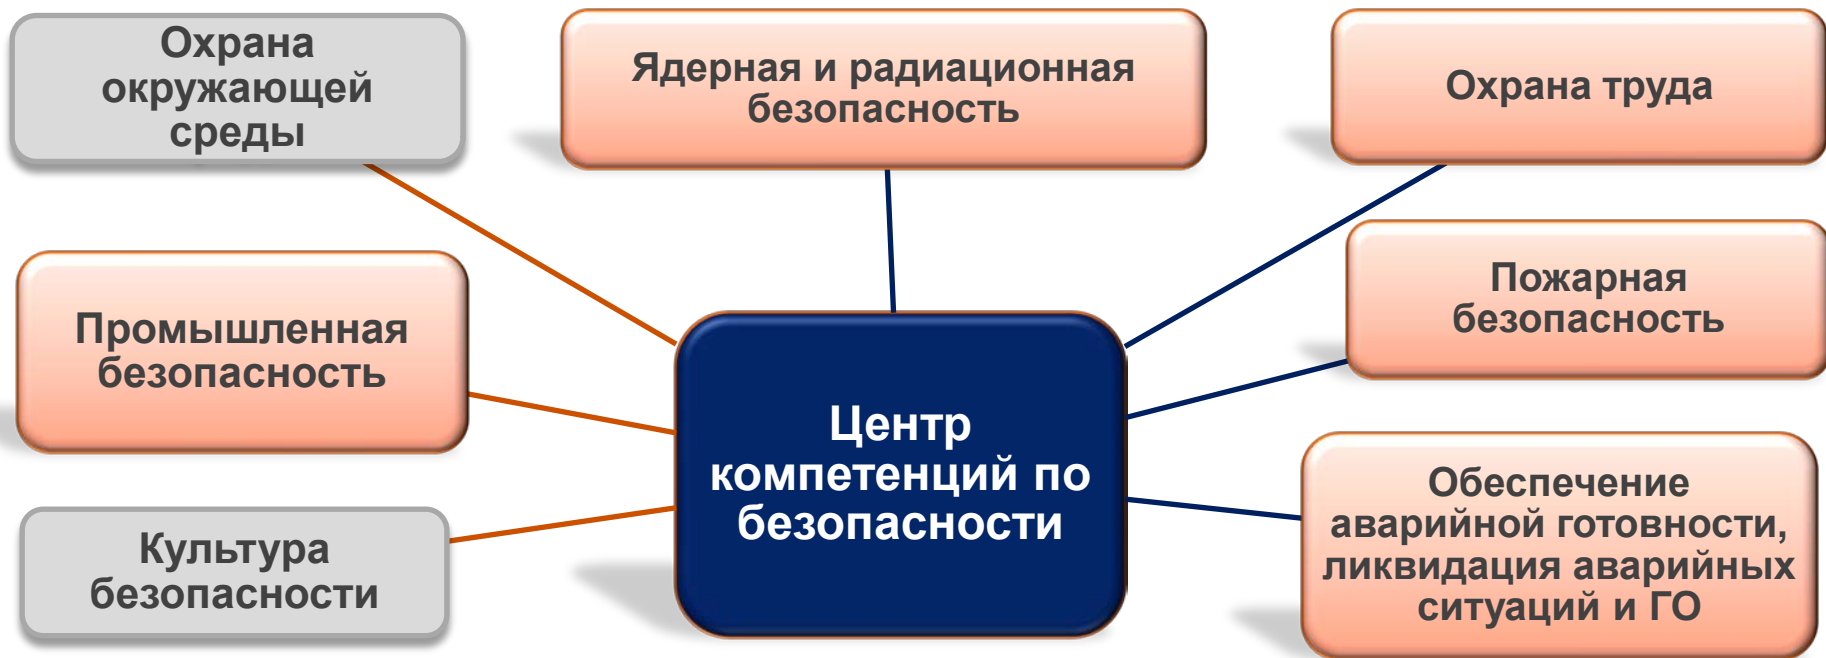 Охрана
окружающей
среды
Ядерная и радиационная
безопасность
Охрана труда
Промышленная
безопасность
Пожарная
безопасность
Центр
компетенций по
безопасности
Культура
безопасности
Обеспечение
аварийной готовности,
ликвидация аварийных
ситуаций и ГО